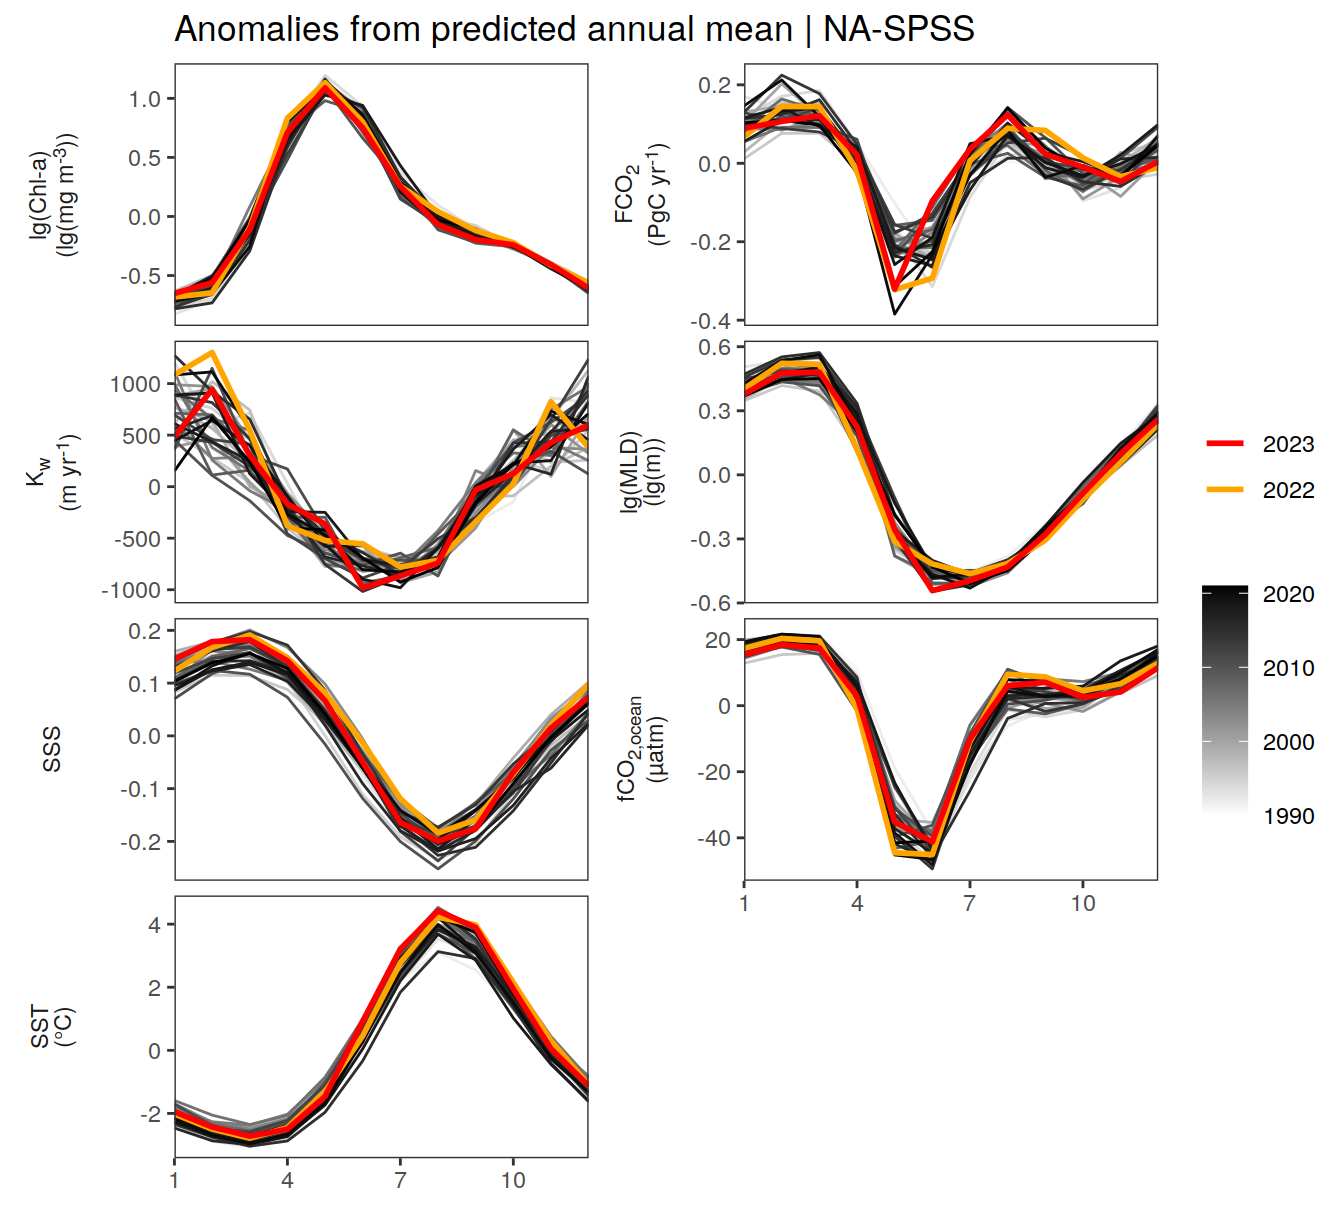 Anomalies from predicted annual mean | NA-SPSS
lg(Chl-a)
(lg(mg m-3))
1.0
0.5
0.0
-0.5
FCO2
(PgC yr-1)
0.2
0.0
-0.2
-0.4
Kw
(m yr-1)
1000
500
0
-500
-1000
lg(MLD)
(lg(m))
0.6
0.3
0.0
-0.3
-0.6
SSS
0.2
0.1
0.0
-0.1
-0.2
fCO2,ocean
(µatm)
20
0
-20
-40
1 4 7 10
SST
(°C)
4
2
0
-2
1 4 7 10
2023
2022
2020
2010
2000
1990